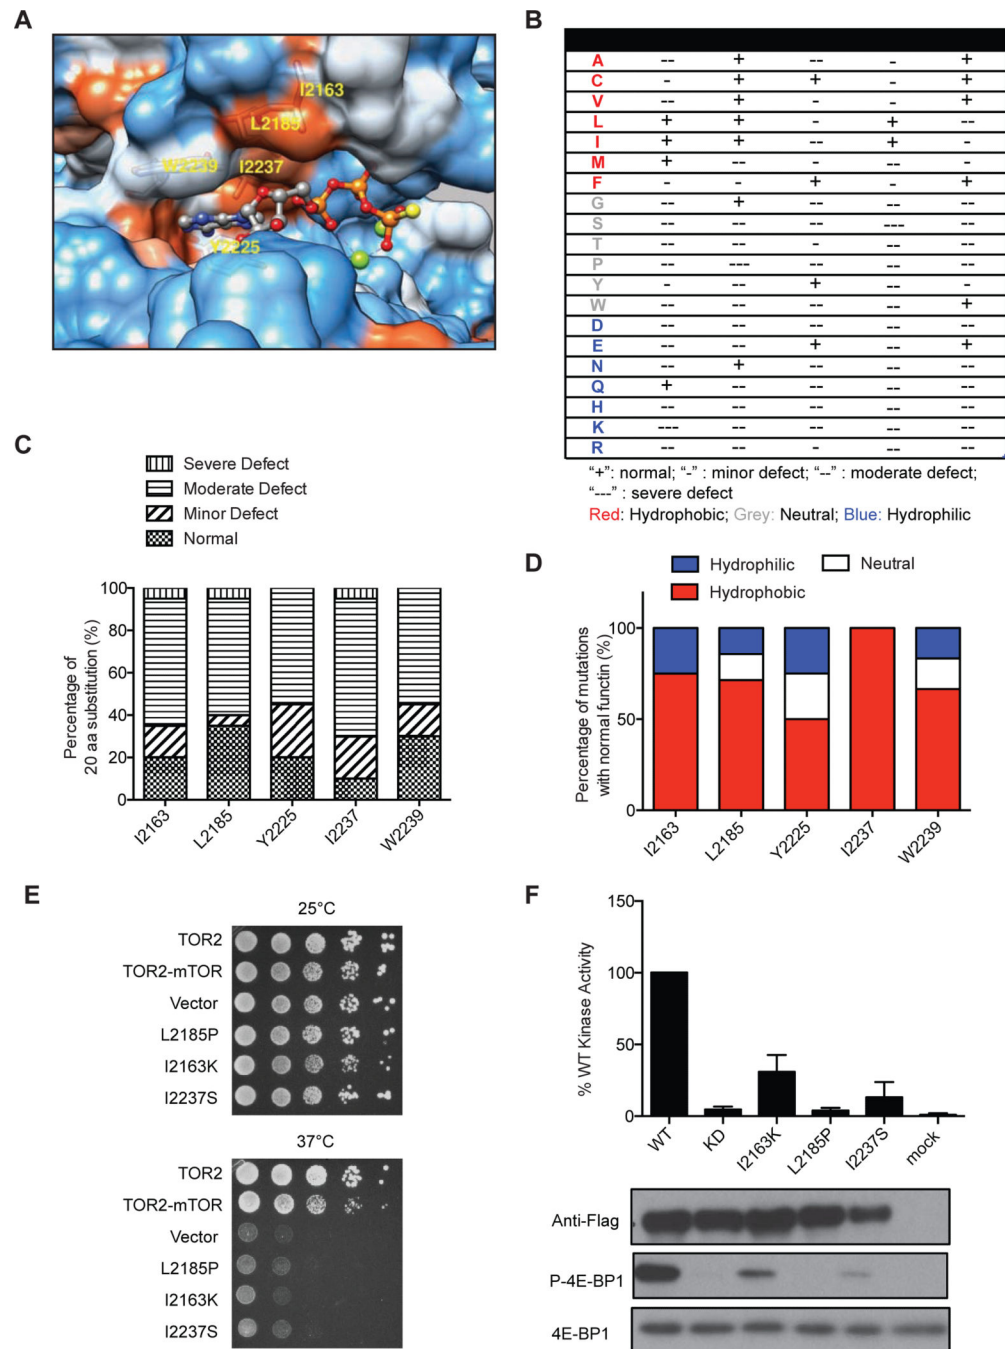 A
I2163
L2185
W2239 I2237
Y2225
B
A -- + -- - +
C - + + - +
V -- + - - +
L + + - + --
I + + -- + -
M + -- - -- -
F - - + - +
G -- + -- -- --
S -- -- -- --- --
T -- -- - -- --
P -- --- -- -- --
Y - -- + -- -
W -- -- -- -- +
D -- -- -- -- --
E -- -- + -- +
N -- + -- -- --
Q + -- -- -- --
H -- -- -- -- --
K --- -- -- -- --
R -- -- - -- --
"+": normal; "-" : minor defect; "--" : moderate defect;
"---" : severe defect
Red: Hydrophobic; Grey: Neutral; Blue: Hydrophilic
C
Severe Defect
Moderate Defect
Minor Defect
Normal
Percentage of
20 aa substitution (%)
100
80
60
40
20
0
I2163 L2185 Y2225 I2237 W2239
D
Hydrophilic Neutral
Hydrophobic
Percentage of mutations
with normal functin (%)
100
50
0
I2163 L2185 Y2225 I2237 W2239
E
25°C
TOR2
TOR2-mTOR
Vector
L2185P
I2163K
I2237S
37°C
TOR2
TOR2-mTOR
Vector
L2185P
I2163K
I2237S
F
% WT Kinase Activity
150
100
50
0
WT KD I2163K L2185P I2237S mock
Anti-Flag
P-4E-BP1
4E-BP1